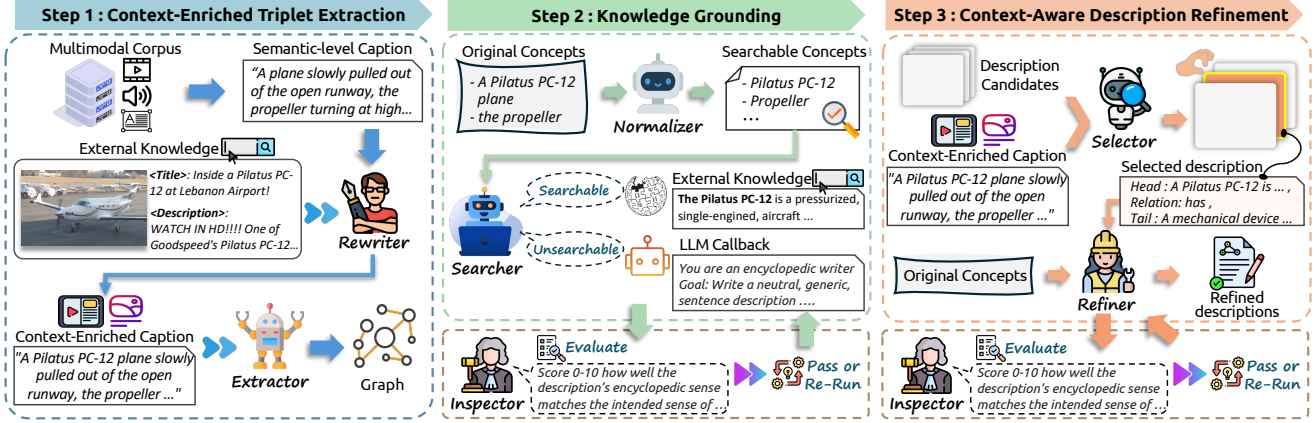 Step 1 : Context-Enriched Triplet Extraction
Multimodal Corpus
Semantic-level Caption
"A plane slowly pulled out
of the open runway, the
propeller turning at high...
External Knowledge
<Title>: Inside a Pilatus PC-
12 at Lebanon Airport!
<Description>:
WATCH IN HD!!!! One of
Goodspeed's Pilatus PC-12...
Rewriter
Context-Enriched Caption
"A Pilatus PC-12 plane slowly
pulled out of the open
runway, the propeller ..."
Extractor
Graph
Step 2 : Knowledge Grounding
Original Concepts
- A Pilatus PC-12
plane
- the propeller
Normalizer
Searchable Concepts
- Pilatus PC-12
- Propeller
...
Searcher
Searchable
Unsearchable
External Knowledge
The Pilatus PC-12 is a pressurized,
single-engined, aircraft ...
LLM Callback
You are an encyclopedic writer
Goal: Write a neutral, generic,
sentence description ....
Inspector
Evaluate
Score 0-10 how well the
description's encyclopedic sense
matches the intended sense of ...
Pass or
Re-Run
Step 3 : Context-Aware Description Refinement
Description
Candidates
Context-Enriched Caption
"A Pilatus PC-12 plane slowly
pulled out of the open
runway, the propeller ..."
Selector
Selected description
Head : A Pilatus PC-12 is ... ,
Relation: has ,
Tail : A mechanical device ...
Original Concepts
Refiner
Refined
descriptions
Inspector
Evaluate
Score 0-10 how well the
description's encyclopedic sense
matches the intended sense of ...
Pass or
Re-Run